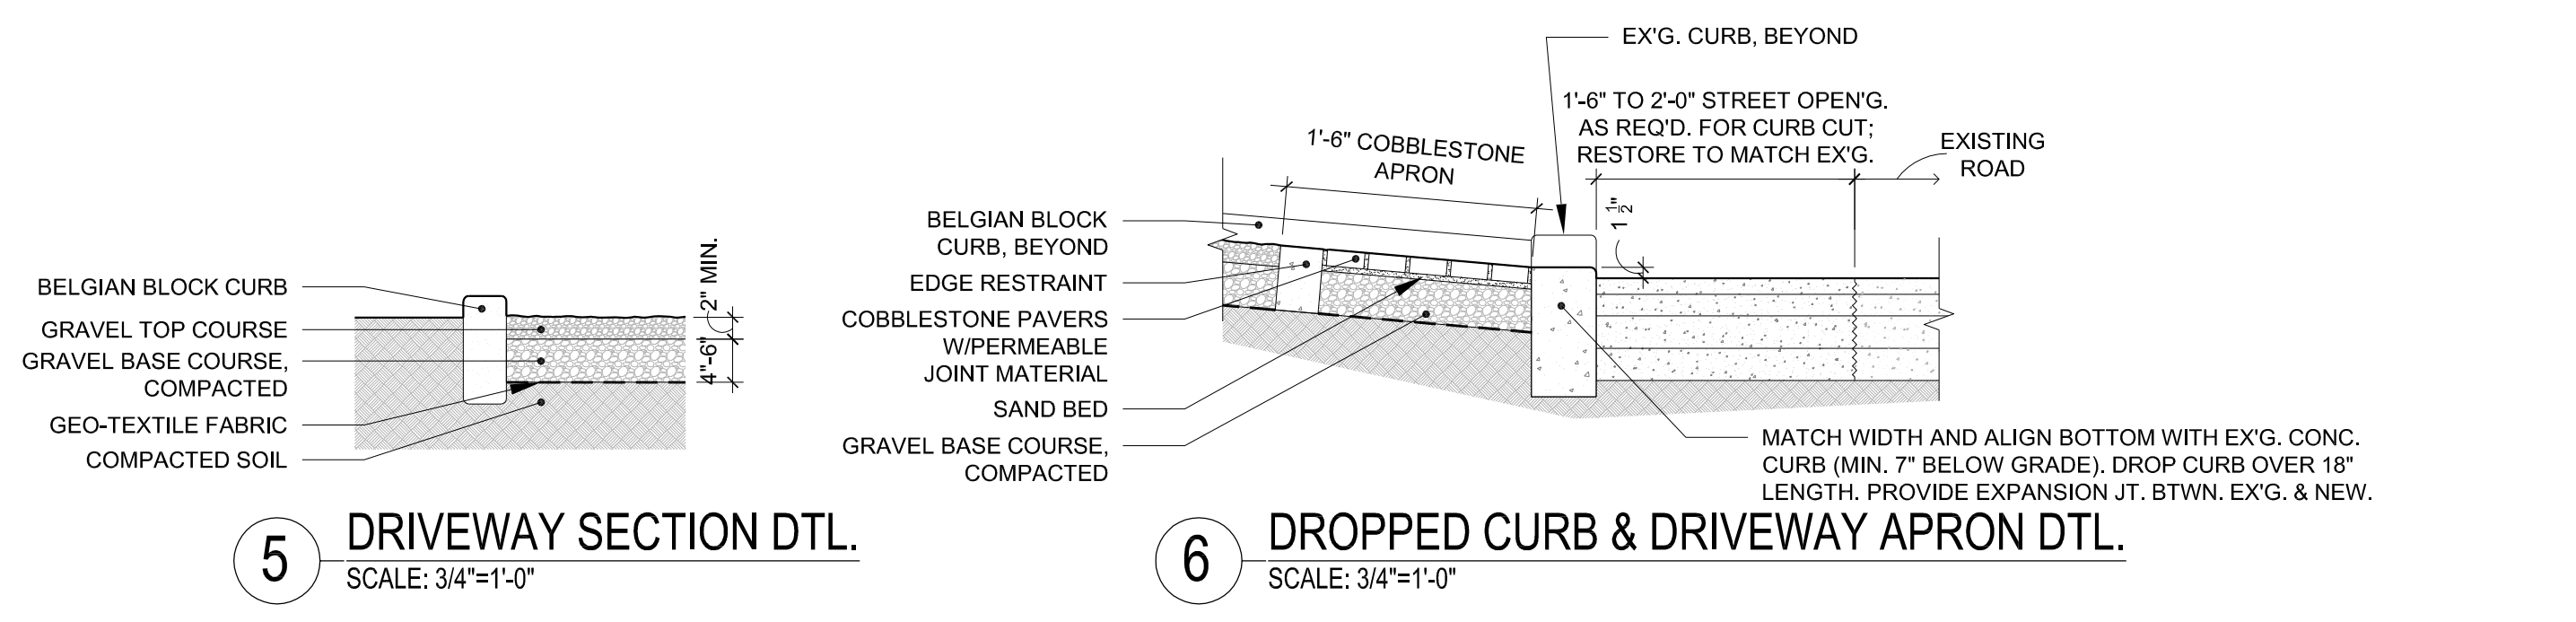 BELGIAN BLOCK CURB
GRAVEL TOP COURSE
GRAVEL BASE COURSE,
COMPACTED
GEO-TEXTILE FABRIC
COMPACTED SOIL
2" MIN.
4"-6"
5
DRIVEWAY SECTION DTL.
SCALE: 3/4"=1'-0"
EX'G. CURB, BEYOND
1'-6" TO 2'-0" STREET OPEN'G.
AS REQ'D. FOR CURB CUT;
RESTORE TO MATCH EX'G.
EXISTING
ROAD
1'-6" COBBLESTONE
APRON
1 1/2"
BELGIAN BLOCK
CURB, BEYOND
EDGE RESTRAINT
COBBLESTONE PAVERS
W/PERMEABLE
JOINT MATERIAL
SAND BED
GRAVEL BASE COURSE,
COMPACTED
MATCH WIDTH AND ALIGN BOTTOM WITH EX'G. CONC.
CURB (MIN. 7" BELOW GRADE). DROP CURB OVER 18"
LENGTH. PROVIDE EXPANSION JT. BTWN. EX'G. & NEW.
6
DROPPED CURB & DRIVEWAY APRON DTL.
SCALE: 3/4"=1'-0"